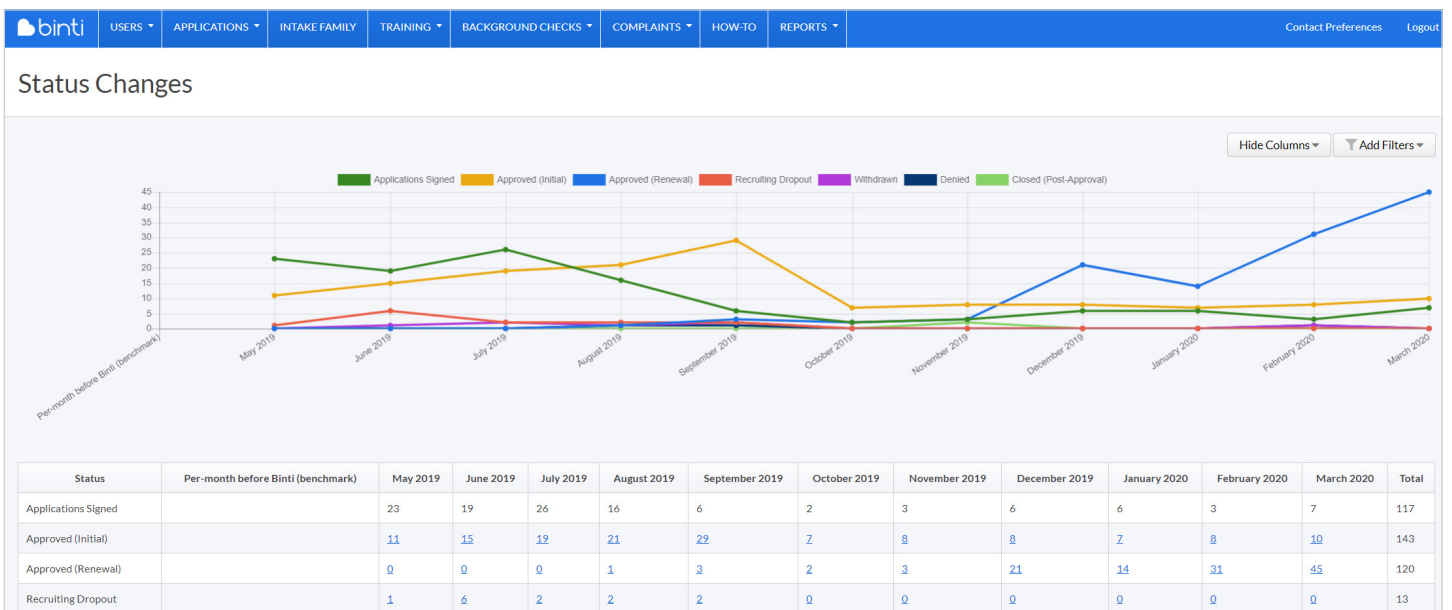 binti USERS APPLICATIONS INTAKE FAMILY TRAINING BACKGROUND CHECKS COMPLAINTS HOW-TO REPORTS Contact Preferences Logout
Status Changes
Hide Columns Add Filters
Applications Signed Approved (Initial) Approved (Renewal) Recruiting Dropout Withdrawn Denied Closed (Post-Approval)
45
40
35
30
25
20
15
10
5
0
Per-month before Binti (benchmark) May 2019 June 2019 July 2019 August 2019 September 2019 October 2019 November 2019 December 2019 January 2020 February 2020 March 2020
Status Per-month before Binti (benchmark) May 2019 June 2019 July 2019 August 2019 September 2019 October 2019 November 2019 December 2019 January 2020 February 2020 March 2020 Total
Applications Signed 23 19 26 16 6 2 3 6 6 3 7 117
Approved (Initial) 11 15 19 21 29 7 8 8 7 8 10 143
Approved (Renewal) 0 0 0 1 3 2 3 21 14 31 45 120
Recruiting Dropout 1 6 2 2 2 0 0 0 0 0 0 13